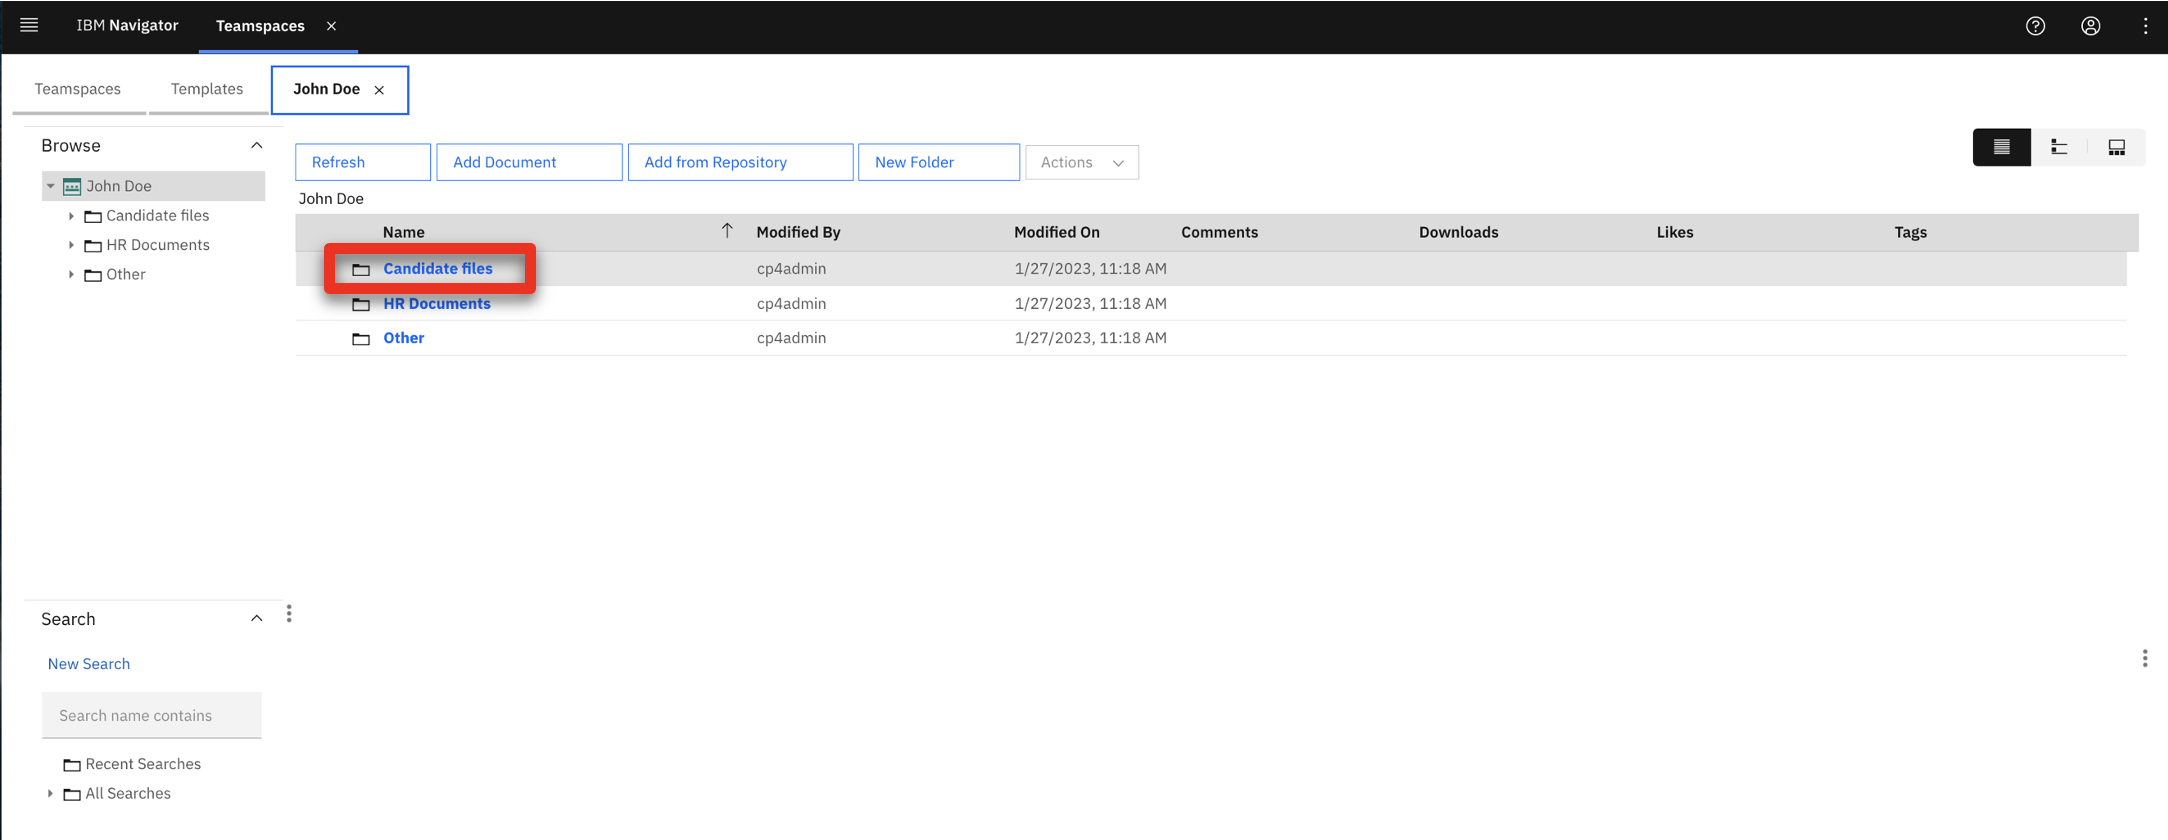 IBM Navigator Teamspaces
Teamspaces Templates John Doe
Browse
John Doe
Candidate files
HR Documents
Other
Refresh Add Document Add from Repository New Folder Actions
John Doe
Name Modified By Modified On Comments Downloads Likes Tags
Candidate files cp4admin 1/27/2023, 11:18 AM
HR Documents cp4admin 1/27/2023, 11:18 AM
Other cp4admin 1/27/2023, 11:18 AM
Search
New Search
Search name contains
Recent Searches
All Searches